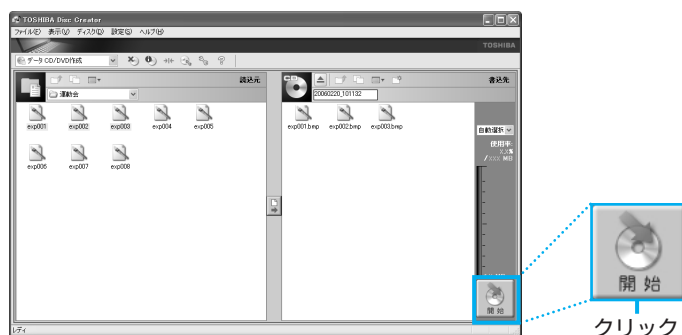 TOSHIBA Disc Creator
ファイル(F) 表示(V) ディスク(D) 設定(S) ヘルプ(H)
TOSHIBA
データCD/DVD作成
読込元
書込先
運動会
20060220_101132
exp001 exp002 exp003 exp004 exp005
exp001.bmp exp002.bmp exp003.bmp
自動選択
使用率:
x.x%
/xxx MB
exp006 exp007 exp008
開始
開始
クリック
レディ